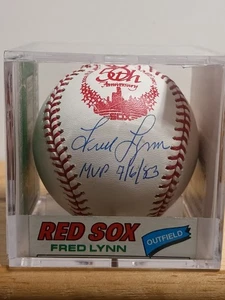 50th
Anniversary
Fred Lynn
MVP 7/6/83
RED SOX
FRED LYNN
OUTFIELD